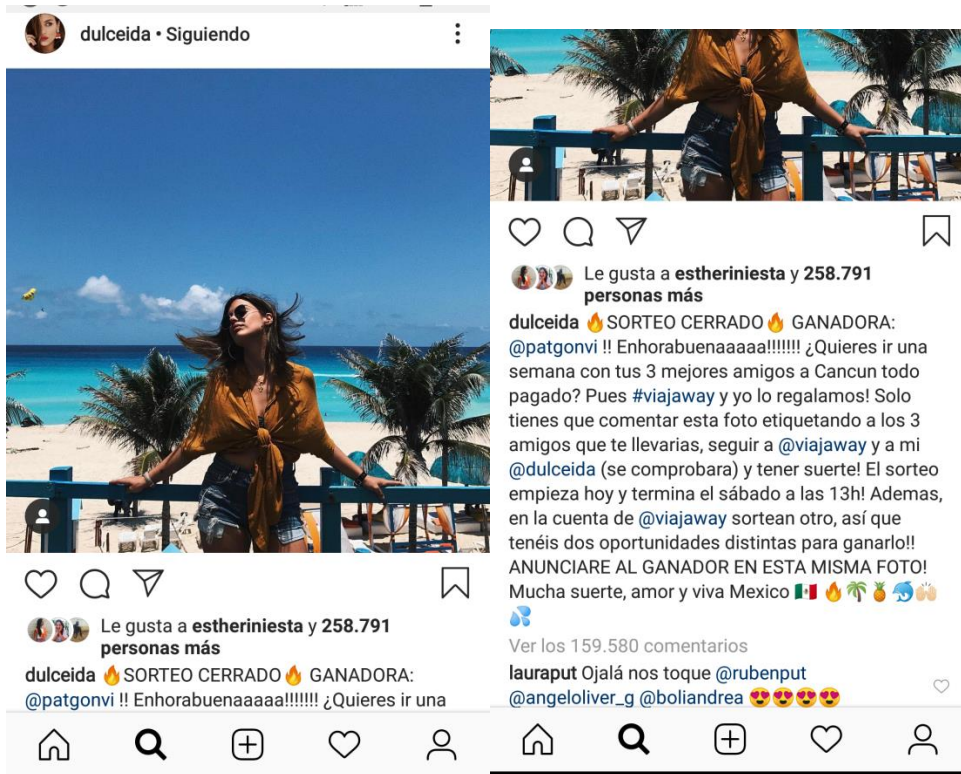 dulceida • Siguiendo
Le gusta a estheriniesta y 258.791
personas más
dulceida 🔥SORTEO CERRADO🔥 GANADORA:
@patgonvi !! Enhorabuenaaaaa!!!!!!! ¿Quieres ir una
Le gusta a estheriniesta y 258.791
personas más
dulceida 🔥SORTEO CERRADO🔥 GANADORA:
@patgonvi !! Enhorabuenaaaaa!!!!!!! ¿Quieres ir una
semana con tus 3 mejores amigos a Cancun todo
pagado? Pues #viajaway y yo lo regalamos! Solo
tienes que comentar esta foto etiquetando a los 3
amigos que te llevarias, seguir a @viajaway y a mi
@dulceida (se comprobara) y tener suerte! El sorteo
empieza hoy y termina el sábado a las 13h! Ademas,
en la cuenta de @viajaway sortean otro, así que
tenéis dos oportunidades distintas para ganarlo!!
ANUNCIARE AL GANADOR EN ESTA MISMA FOTO!
Mucha suerte, amor y viva Mexico 🇲🇽 🔥🌴🍍🐬🙌🏻
💦
Ver los 159.580 comentarios
lauraput Ojalá nos toque @rubenput
@angeloliver_g @boliandrea 😍😍😍😍